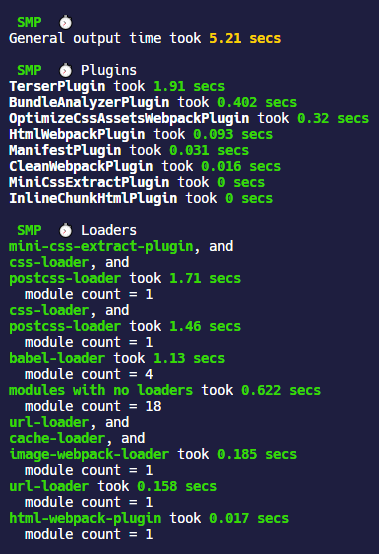 SMP ⏱
General output time took 5.21 secs
SMP ⏱ Plugins
TerserPlugin took 1.91 secs
BundleAnalyzerPlugin took 0.402 secs
OptimizeCssAssetsWebpackPlugin took 0.32 secs
HtmlWebpackPlugin took 0.093 secs
ManifestPlugin took 0.031 secs
CleanWebpackPlugin took 0.016 secs
MiniCssExtractPlugin took 0 secs
InlineChunkHtmlPlugin took 0 secs
SMP ⏱ Loaders
mini-css-extract-plugin, and
css-loader, and
postcss-loader took 1.71 secs
module count = 1
css-loader, and
postcss-loader took 1.46 secs
module count = 1
babel-loader took 1.13 secs
module count = 4
modules with no loaders took 0.622 secs
module count = 18
url-loader, and
cache-loader, and
image-webpack-loader took 0.185 secs
module count = 1
url-loader took 0.158 secs
module count = 1
html-webpack-plugin took 0.017 secs
module count = 1